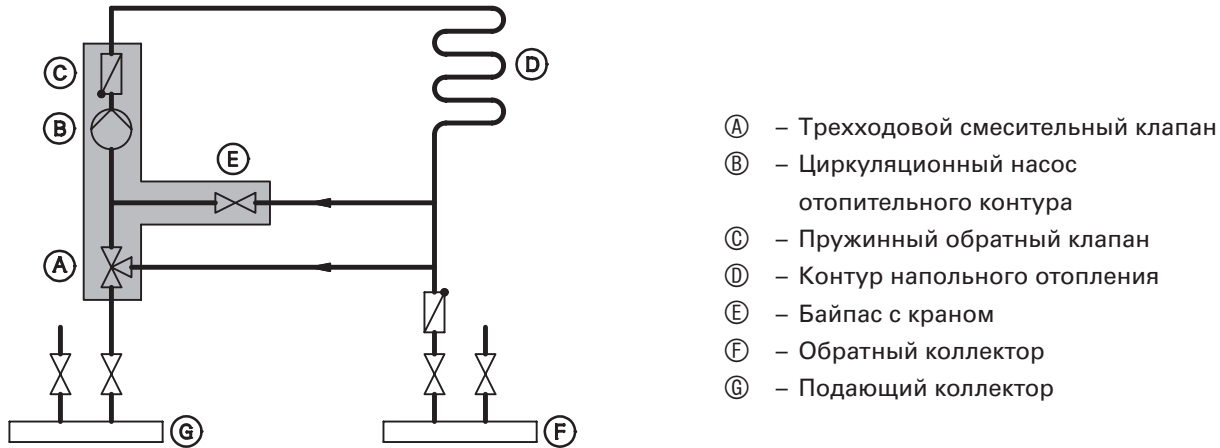 C
D
B
E
A
G
F
Ⓐ – Трехходовой смесительный клапан
Ⓑ – Циркуляционный насос
отопительного контура
Ⓒ – Пружинный обратный клапан
Ⓓ – Контур напольного отопления
Ⓔ – Байпас с краном
Ⓕ – Обратный коллектор
Ⓖ – Подающий коллектор